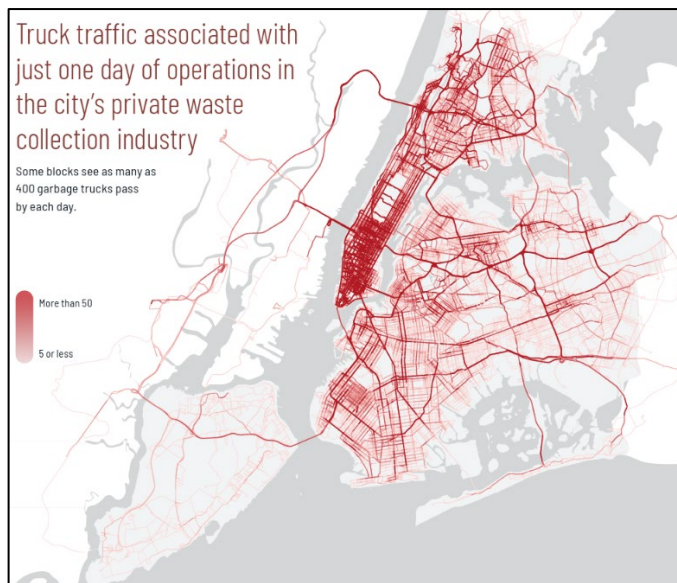 Truck traffic associated with
just one day of operations in
the city's private waste
collection industry
Some blocks see as many as
400 garbage trucks pass
by each day.
More than 50
5 or less